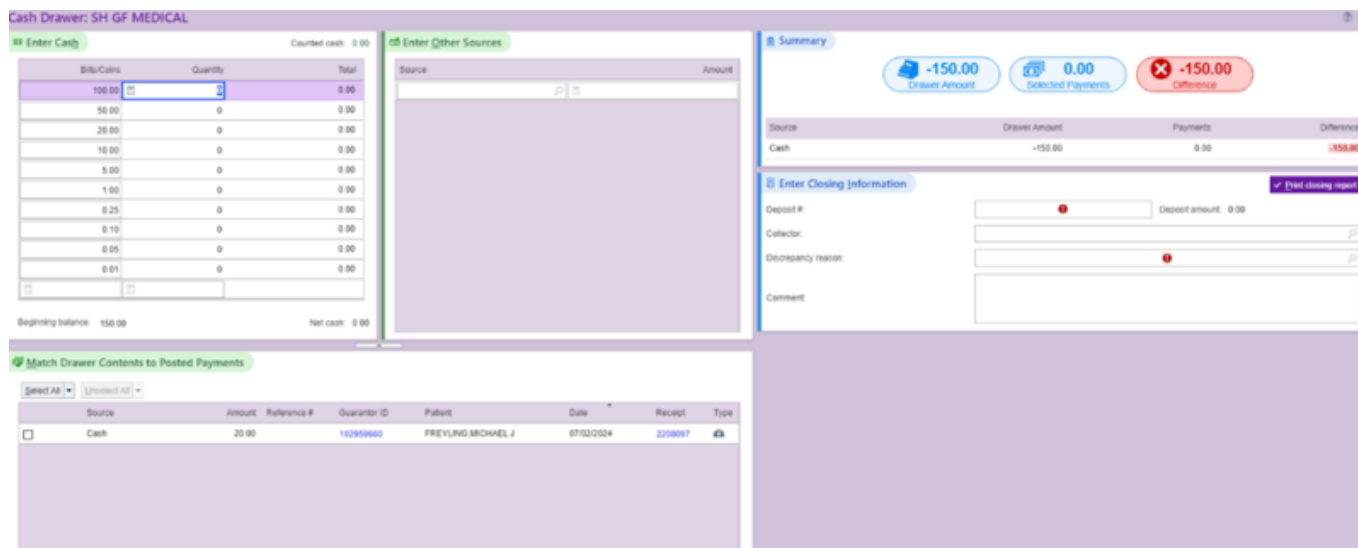 Cash Drawer: SH GF MEDICAL
Enter Cash
Counted cash: 0.00
Bills/Coins Quantity Total
100.00 0.00
50.00 0 0.00
20.00 0 0.00
10.00 0 0.00
5.00 0 0.00
1.00 0 0.00
0.25 0 0.00
0.10 0 0.00
0.05 0 0.00
0.01 0 0.00
Beginning balance: 150.00 Net cash: 0.00
Enter Other Sources
Source Amount
Summary
-150.00
Drawer Amount
0.00
Selected Payments
-150.00
Difference
Source Drawer Amount Payments Difference
Cash -150.00 0.00 -150.00
Enter Closing Information
Print closing report
Deposit #: Deposit amount: 0.00
Collector:
Discrepancy reason:
Comment:
Match Drawer Contents to Posted Payments
Select All Unselect All
Source Amount Reference # Guarantor ID Patient Date Receipt Type
Cash 20.00 102959660 FREYLING,MICHAEL J 07/02/2024 2208097